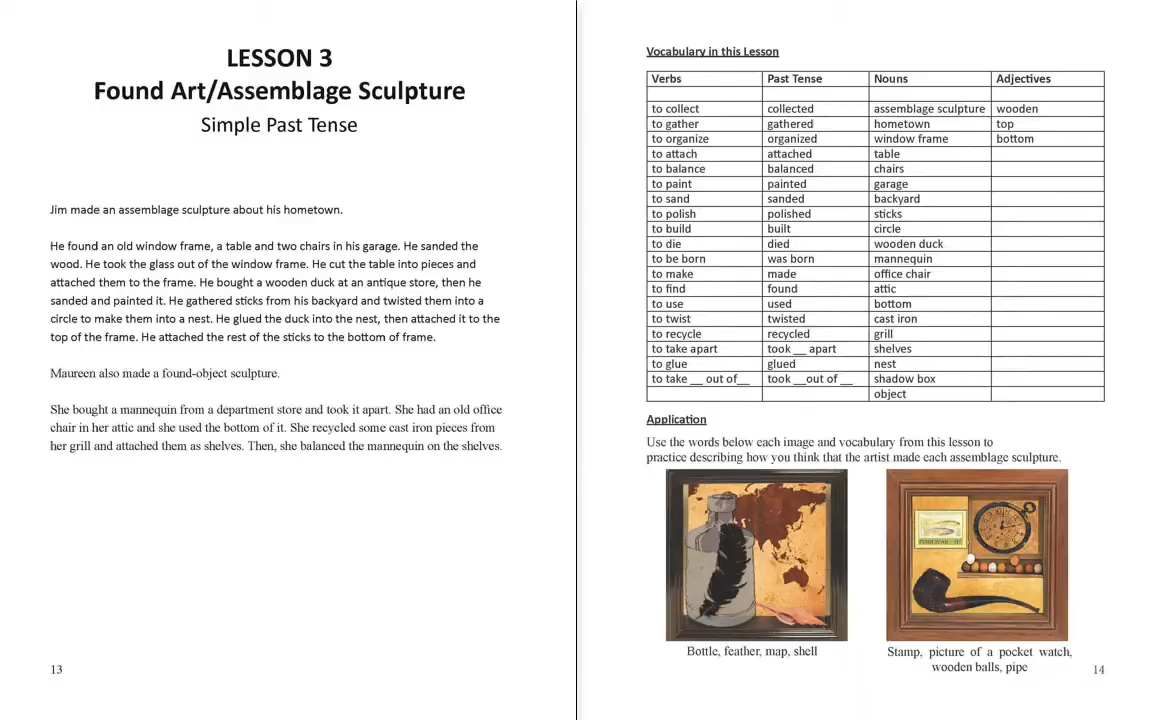 LESSON 3
Found Art/Assemblage Sculpture
Simple Past Tense
Jim made an assemblage sculpture about his hometown.
He found an old window frame, a table and two chairs in his garage. He sanded the
wood. He took the glass out of the window frame. He cut the table into pieces and
attached them to the frame. He bought a wooden duck at an antique store, then he
sanded and painted it. He gathered sticks from his backyard and twisted them into a
circle to make them into a nest. He glued the duck into the nest, then attached it to the
top of the frame. He attached the rest of the sticks to the bottom of frame.
Maureen also made a found-object sculpture.
She bought a mannequin from a department store and took it apart. She had an old office
chair in her attic and she used the bottom of it. She recycled some cast iron pieces from
her grill and attached them as shelves. Then, she balanced the mannequin on the shelves.
13
Vocabulary in this Lesson
Verbs Past Tense Nouns Adjectives
to collect collected assemblage sculpture wooden
to gather gathered hometown top
to organize organized window frame bottom
to attach attached table
to balance balanced chairs
to paint painted garage
to sand sanded backyard
to polish polished sticks
to build built circle
to die died wooden duck
to be born was born mannequin
to make made office chair
to find found attic
to use used bottom
to twist twisted cast iron
to recycle recycled grill
to take apart took __ apart shelves
to glue glued nest
to take __ out of__ took __out of __ shadow box
object
Application
Use the words below each image and vocabulary from this lesson to
practice describing how you think that the artist made each assemblage sculpture.
Bottle, feather, map, shell
Stamp, picture of a pocket watch,
wooden balls, pipe
14